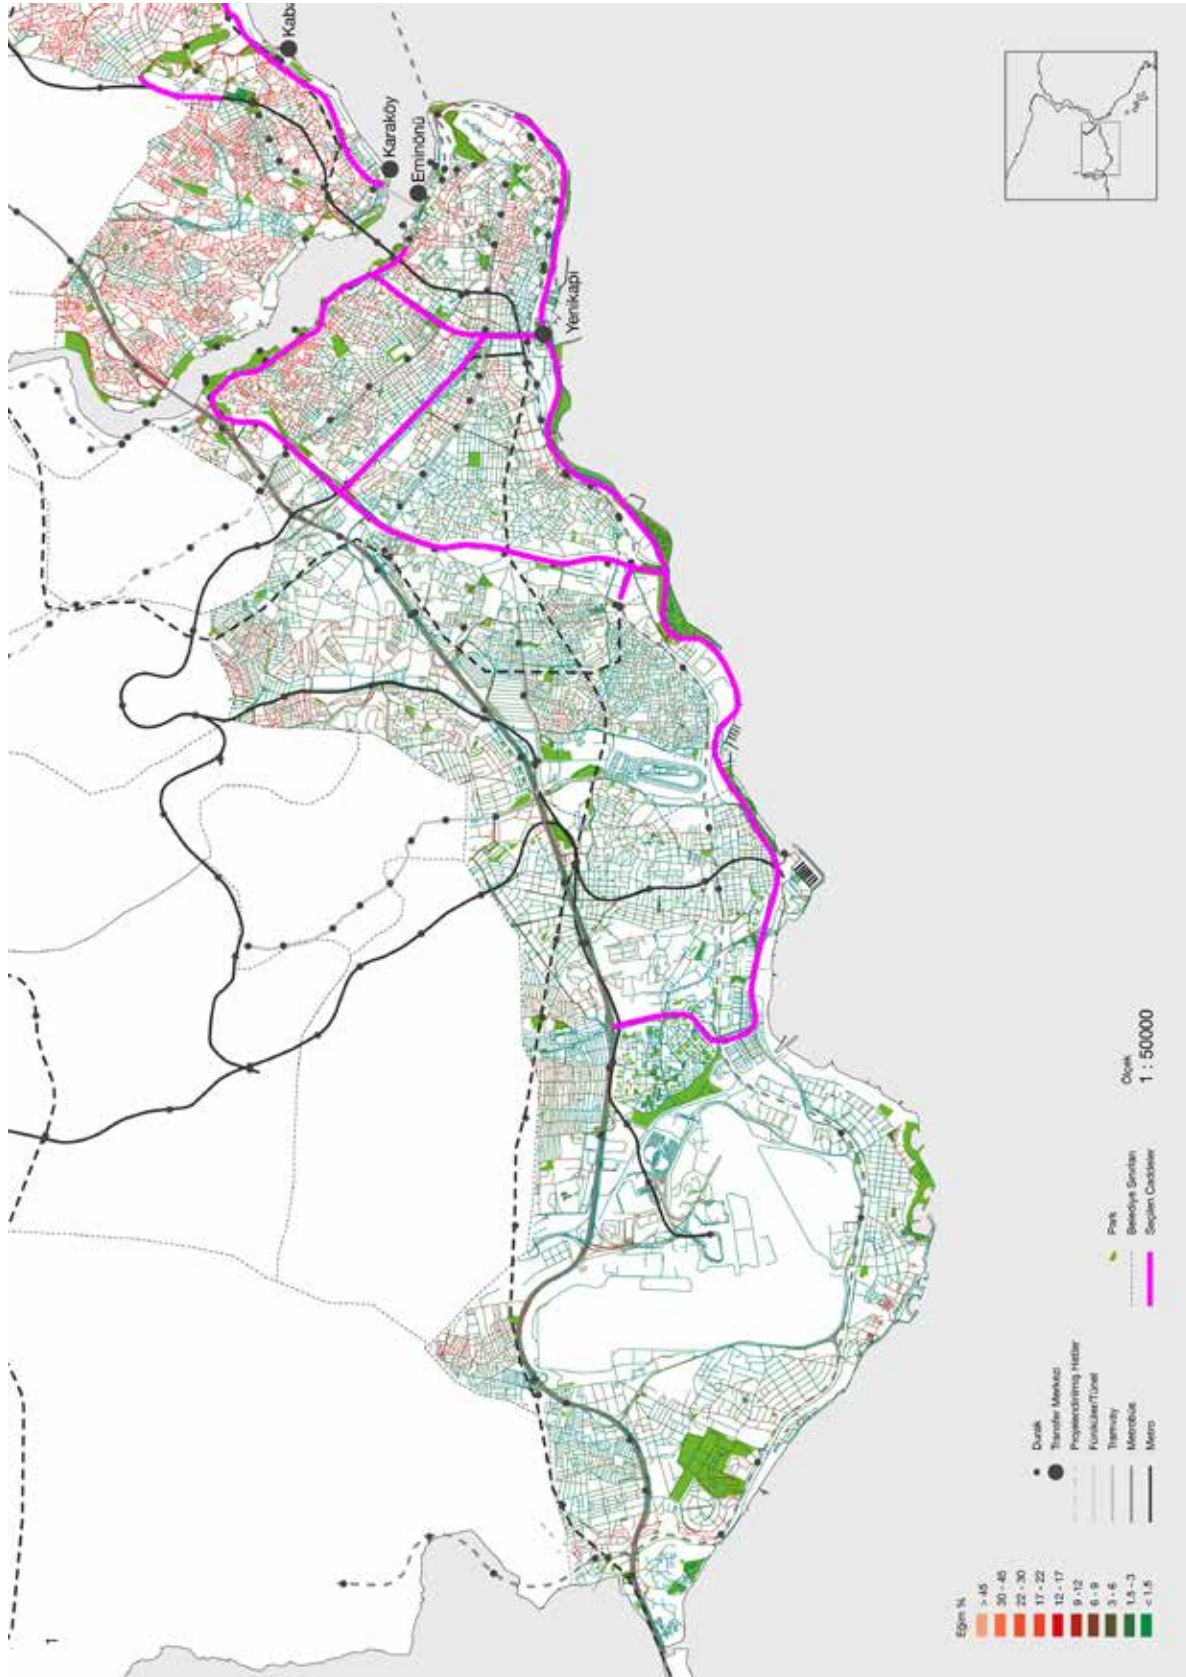 Kaba
Karaköy
Eminönü
Yenikapı
Eğim %
> 45
30 - 45
22 - 30
17 - 22
12 - 17
9 -12
6 - 9
3 - 6
1.5 - 3
< 1.5
Durak
Transfer Merkezi
Projelendirilmiş Hatlar
Füniküler/Tünel
Tramvay
Metrobüs
Metro
Park
Belediye Sınırları
Seçilen Caddeler
Ölçek
1 : 50000
1